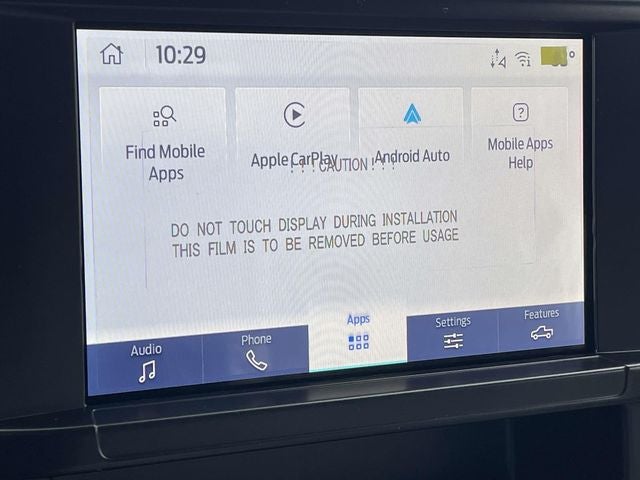 10:29
Find Mobile
Apps
Apple CarPlay
Android Auto
Mobile Apps
Help
! ! ! CAUTION ! ! !
DO NOT TOUCH DISPLAY DURING INSTALLATION
THIS FILM IS TO BE REMOVED BEFORE USAGE
Audio
Phone
Apps
Settings
Features